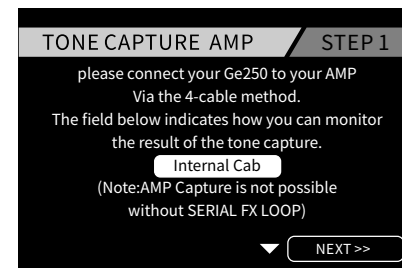 TONE CAPTURE AMP STEP 1
please connect your Ge250 to your AMP
Via the 4-cable method.
The field below indicates how you can monitor
the result of the tone capture.
Internal Cab
(Note:AMP Capture is not possible
without SERIAL FX LOOP)
NEXT >>